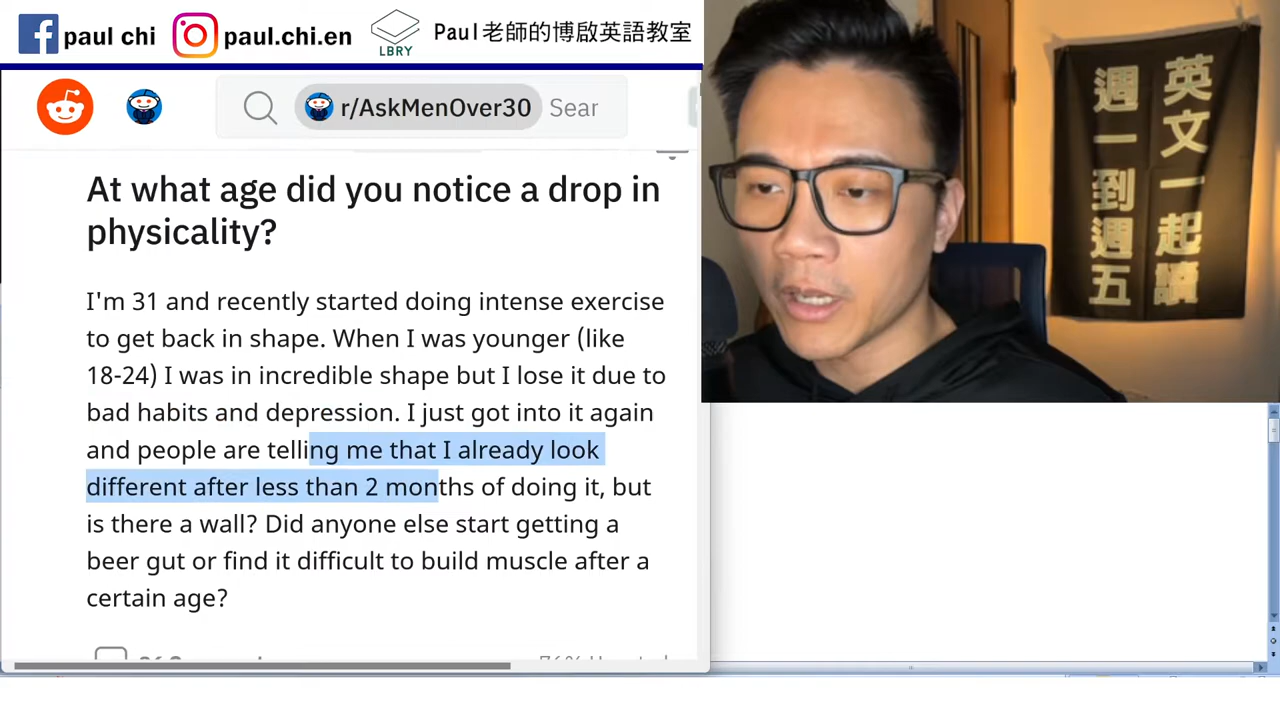 paul chi
paul.chi.en
LBRY
Paul老師的博啟英語教室
r/AskMenOver30
Sear
At what age did you notice a drop in
physicality?
I'm 31 and recently started doing intense exercise
to get back in shape. When I was younger (like
18-24) I was in incredible shape but I lose it due to
bad habits and depression. I just got into it again
and people are telling me that I already look
different after less than 2 months of doing it, but
is there a wall? Did anyone else start getting a
beer gut or find it difficult to build muscle after a
certain age?
英文一起讀
週一到週五